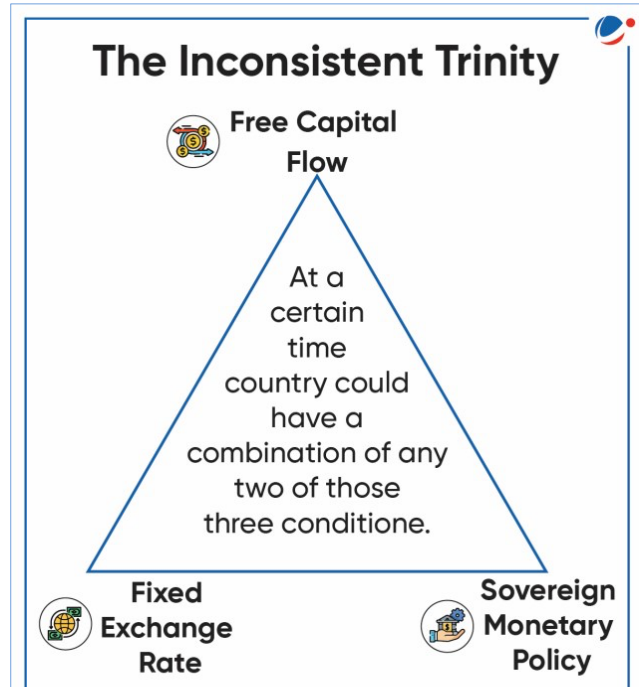 The Inconsistent Trinity
Free Capital
Flow
At a
certain
time
country could
have a
combination of any
two of those
three conditione.
Fixed
Exchange
Rate
Sovereign
Monetary
Policy